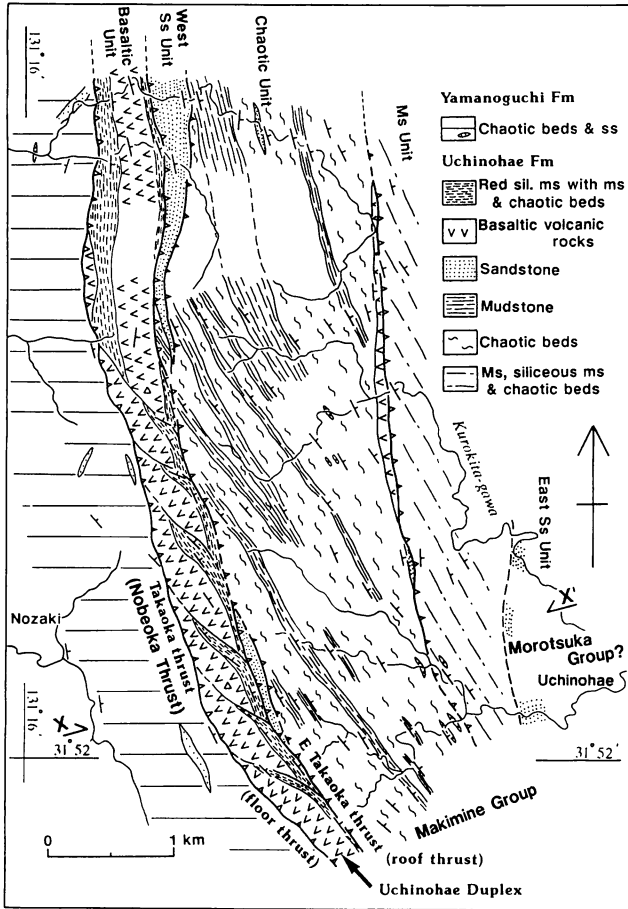 131° 16′
Basaltic
Unit
West
Ss Unit
Chaotic Unit
Ms Unit
Yamanoguchi Fm
Chaotic beds & ss
Uchinohae Fm
Red sil. ms with ms
& chaotic beds
Basaltic volcanic
rocks
Sandstone
Mudstone
Chaotic beds
Ms, siliceous ms
& chaotic beds
Kurokita-gawa
East Ss Unit
X'
Morotsuka
Group?
Uchinohae
Nozaki
Takaoka thrust
(Nobeoka Thrust)
131° 16′
X
31° 52′
31° 52′
E. Takaoka thrust
(floor thrust)
(roof thrust)
Makimine Group
Uchinohae Duplex
0 1 km